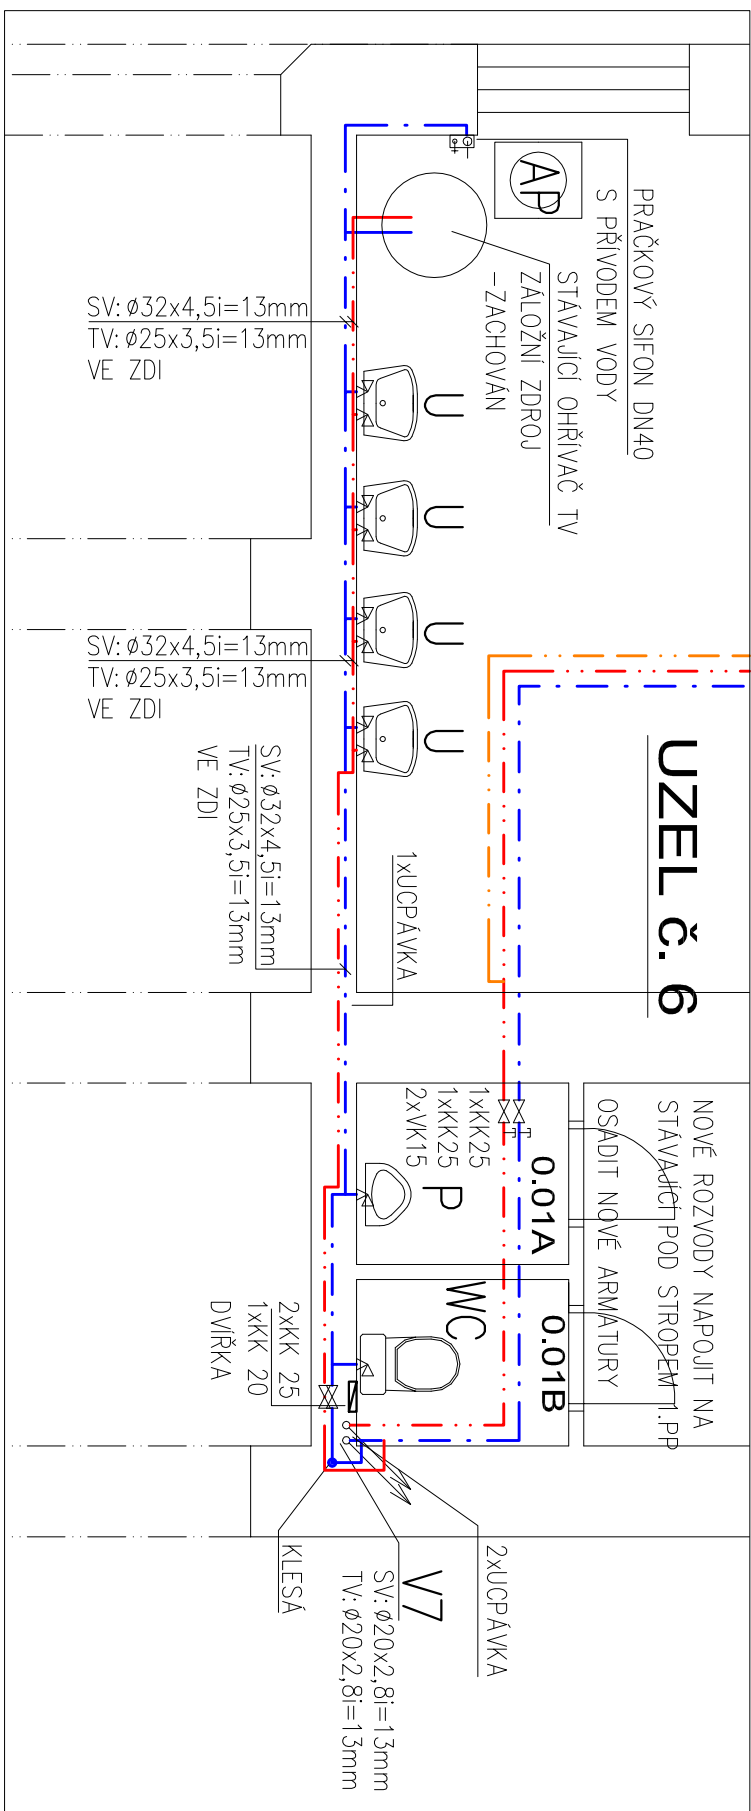 PRAČKOVÝ SIFON DN40
S PŘÍVODEM VODY
AP
STÁVAJÍCÍ OHŘÍVAČ TV
ZÁLOŽNÍ ZDROJ
-ZACHOVÁN
SV: ø32x4,5i=13mm
TV: ø25x3,5i=13mm
VE ZDI
U
U
U
U
SV: ø32x4,5i=13mm
TV: ø25x3,5i=13mm
VE ZDI
UZEL č. 6
SV: ø32x4,5i=13mm
TV: ø25x3,5i=13mm
VE ZDI
1xUCPÁVKA
NOVÉ ROZVODY NAPOJIT NA
STÁVAJÍCÍ POD STROPEM 1.PP
OSADIT NOVÉ ARMATURY
1xKK25
1xKK25
2xVK15
0.01A
P
0.01B
WC
2xKK 25
1xKK 20
DVÍŘKA
2xUCPÁVKA
V7
SV: ø20x2,8i=13mm
TV: ø20x2,8i=13mm
KLESÁ